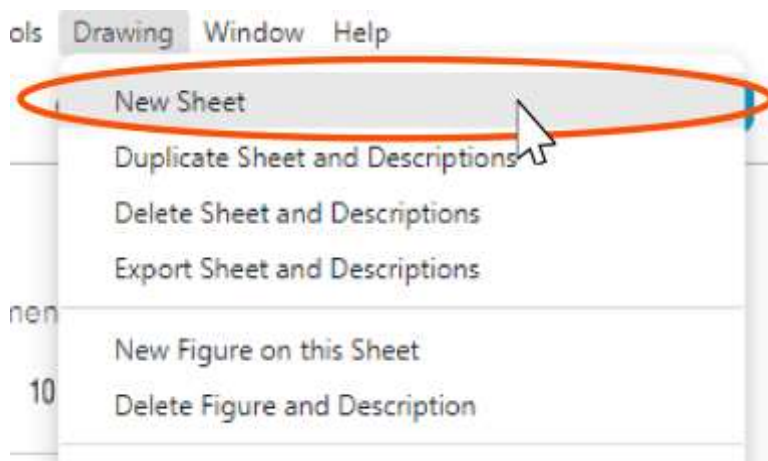 ols Drawing Window Help
New Sheet
Duplicate Sheet and Descriptions
Delete Sheet and Descriptions
Export Sheet and Descriptions
nen
New Figure on this Sheet
10
Delete Figure and Description